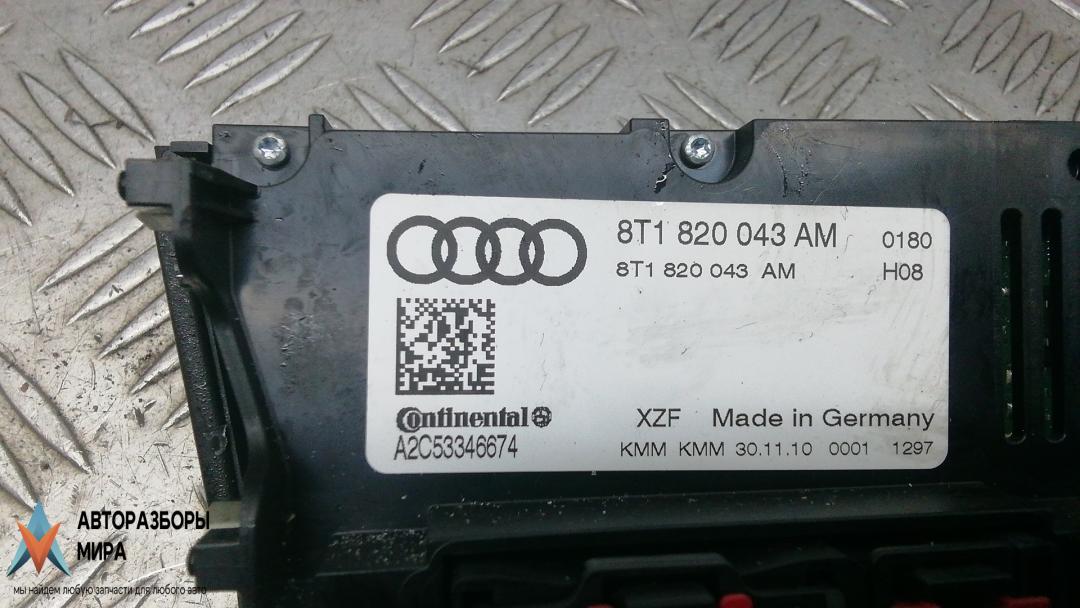 8T1 820 043 AM 0180
8T1 820 043 AM H08
Continental
A2C53346674
XZF Made in Germany
KMM KMM 30.11.10 0001 1297
АВТОРАЗБОРЫ
МИРА
мы найдем любую запчасти для любого авто